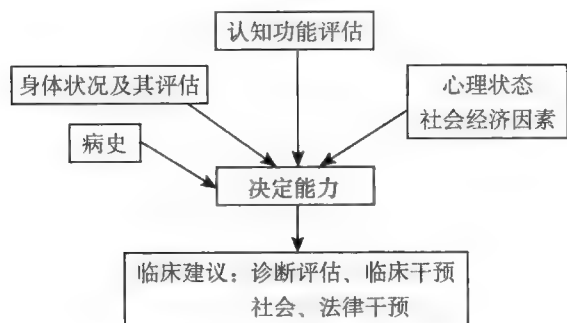 认知功能评估
身体状况及其评估
心理状态
社会经济因素
病史
决定能力
临床建议：诊断评估、临床干预
社会、法律干预